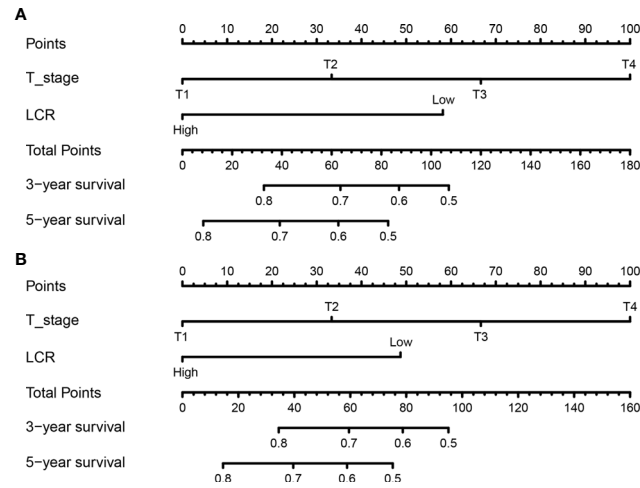 A
Points 0 10 20 30 40 50 60 70 80 90 100
T_stage T2 T4
T1 T3
LCR Low
High
Total Points
0 20 40 60 80 100 120 140 160 180
3−year survival
0.8 0.7 0.6 0.5
5−year survival
0.8 0.7 0.6 0.5
B
Points 0 10 20 30 40 50 60 70 80 90 100
T_stage T2 T4
T1 T3
LCR Low
High
Total Points
0 20 40 60 80 100 120 140 160
3−year survival
0.8 0.7 0.6 0.5
5−year survival
0.8 0.7 0.6 0.5